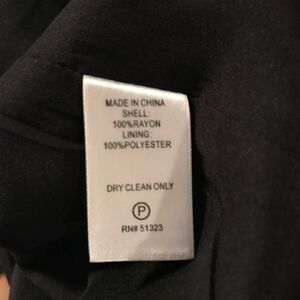 MADE IN CHINA
SHELL:
100%RAYON
LINING:
100%POLYESTER
DRY CLEAN ONLY
P
RN# 51323